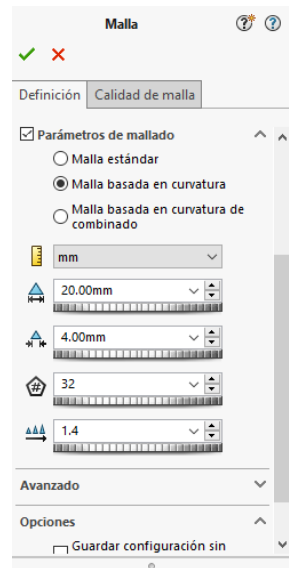 Malla
Definición Calidad de malla
Parámetros de mallado
Malla estándar
Malla basada en curvatura
Malla basada en curvatura de
combinado
mm
20.00mm
4.00mm
# 32
1.4
Avanzado
Opciones
Guardar configuración sin